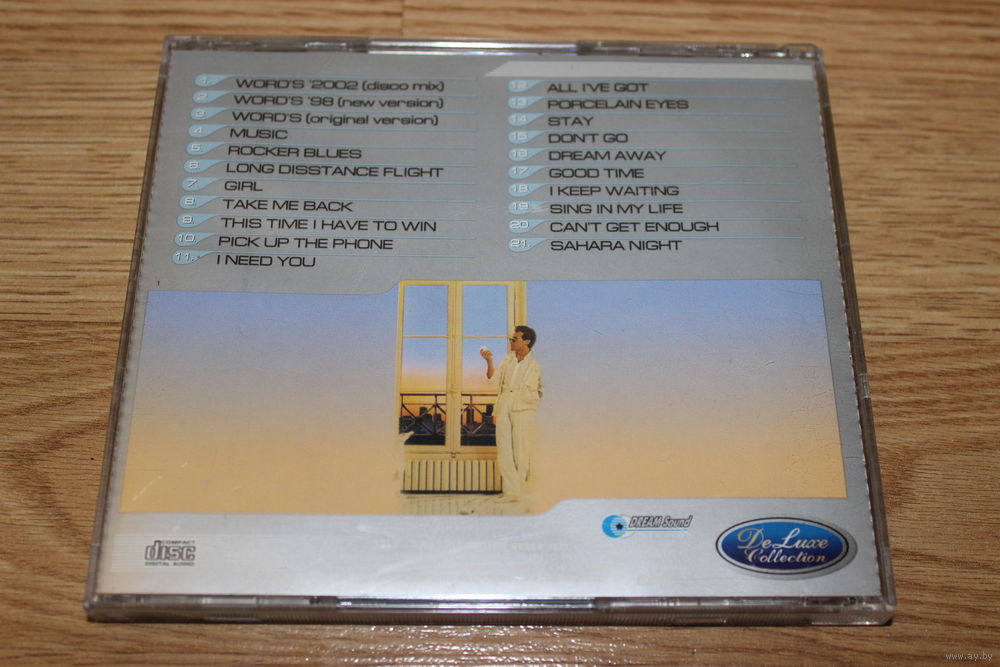 1. WORD'S '2002 (disco mix)
2. WORD'S '98 (new version)
3. WORD'S (original version)
4. MUSIC
5. ROCKER BLUES
6. LONG DISSTANCE FLIGHT
7. GIRL
8. TAKE ME BACK
9. THIS TIME I HAVE TO WIN
10. PICK UP THE PHONE
11. I NEED YOU
12. ALL I'VE GOT
13. PORCELAIN EYES
14. STAY
15. DON'T GO
16. DREAM AWAY
17. GOOD TIME
18. I KEEP WAITING
19. SING IN MY LIFE
20. CAN'T GET ENOUGH
21. SAHARA NIGHT
DREAM Sound
De Luxe
Collection
COMPACT
disc
DIGITAL AUDIO
www.ay.by